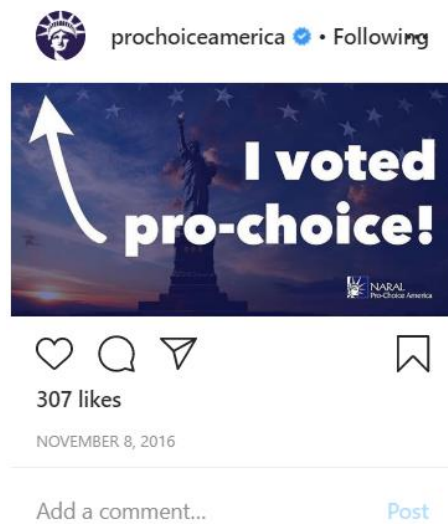 prochoiceamerica • Following
I voted
pro-choice!
NARAL
Pro-Choice America
307 likes
NOVEMBER 8, 2016
Add a comment...
Post